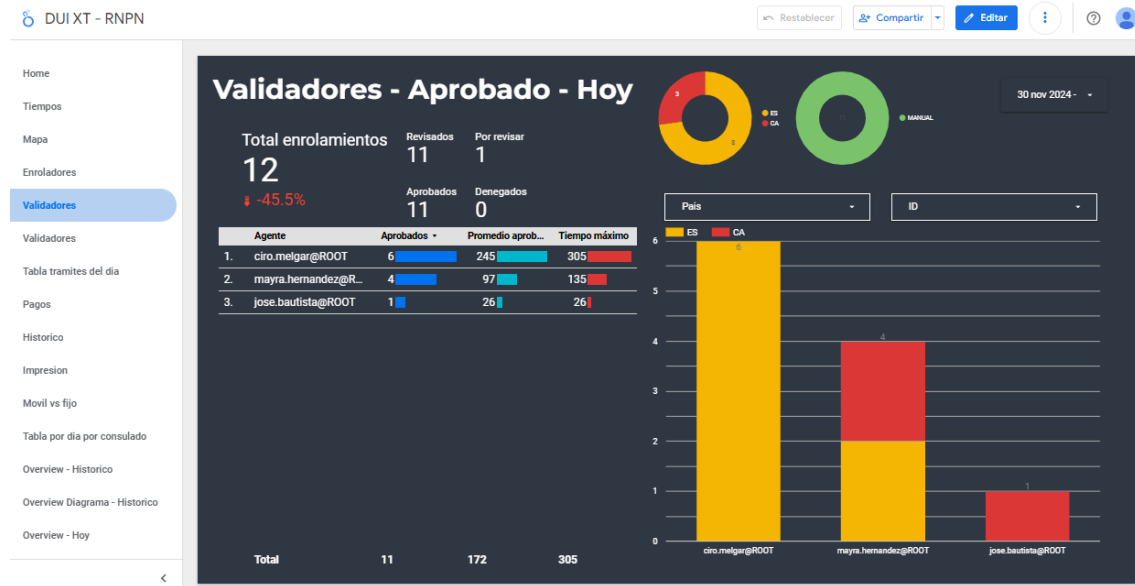 DUI XT - RNPN
Restablecer
Compartir
Editar
Home
Tiempos
Mapa
Enroladores
Validadores
Validadores
Tabla tramites del dia
Pagos
Historico
Impresion
Movil vs fijo
Tabla por dia por consulado
Overview - Historico
Overview Diagrama - Historico
Overview - Hoy
Validadores - Aprobado - Hoy
Total enrolamientos
12
-45.5%
Revisados
11
Por revisar
1
Aprobados
11
Denegados
0
3
8
ES
CA
11
MANUAL
30 nov 2024 -
Pais
ID
Agente Aprobados Promedio aprob... Tiempo máximo
1. ciro.melgar@ROOT 6 245 305
2. mayra.hernandez@R... 4 97 135
3. jose.bautista@ROOT 1 26 26
Total 11 172 305
ES CA
6
5
4
3
2
1
0
6
4
1
ciro.melgar@ROOT mayra.hernandez@ROOT jose.bautista@ROOT